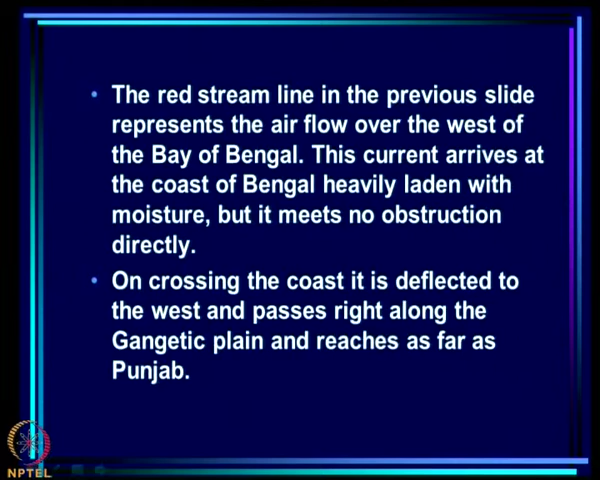 • The red stream line in the previous slide
represents the air flow over the west of
the Bay of Bengal. This current arrives at
the coast of Bengal heavily laden with
moisture, but it meets no obstruction
directly.
• On crossing the coast it is deflected to
the west and passes right along the
Gangetic plain and reaches as far as
Punjab.
NPTEL